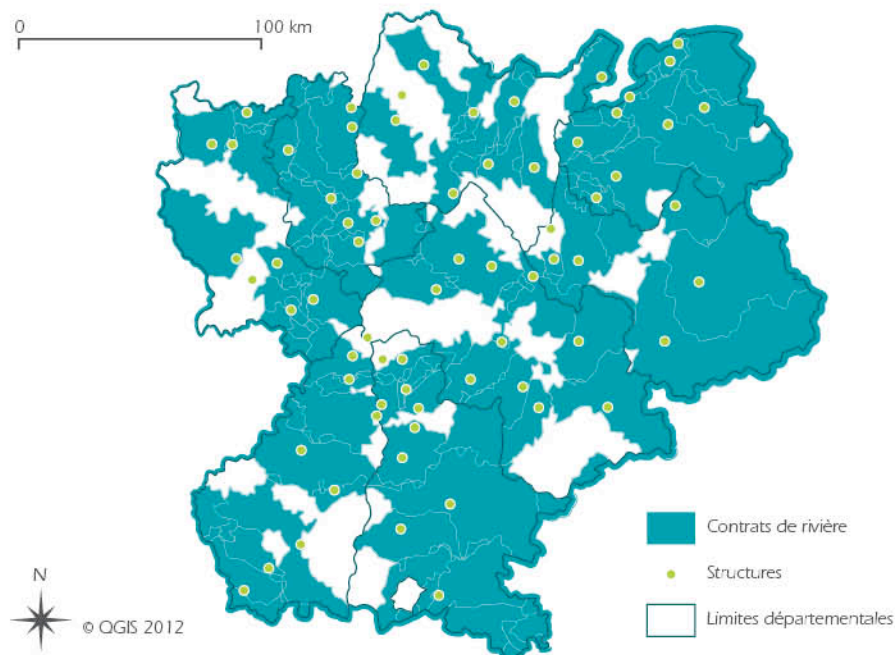 0 100 km
Contrats de rivière
Structures
Limites départementales
N
© QGIS 2012